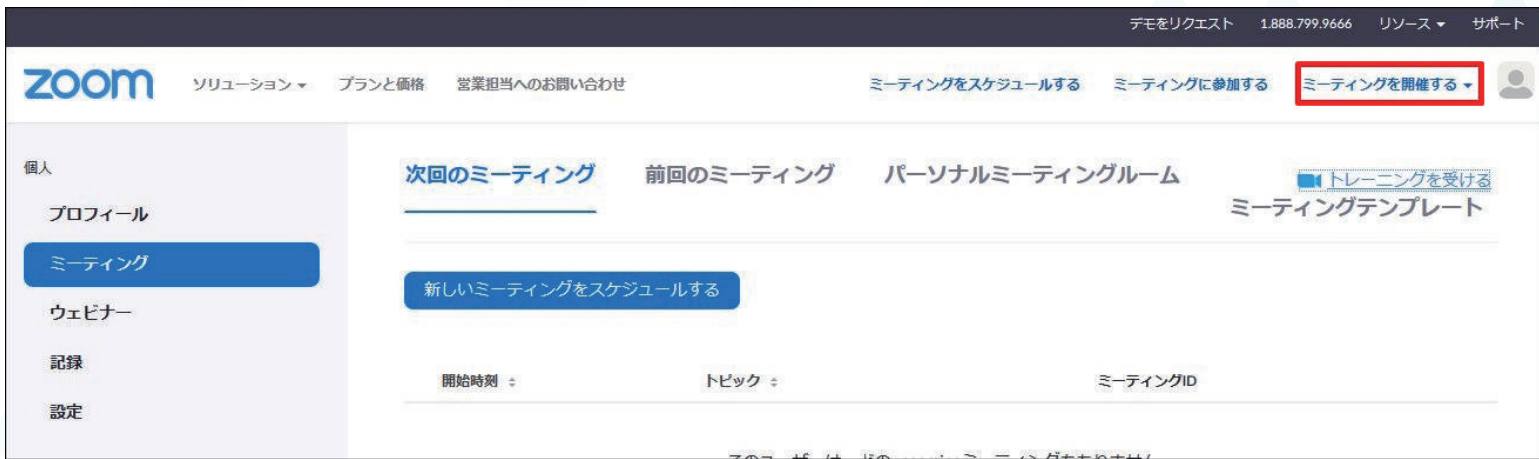 デモをリクエスト 1.888.799.9666 リソース サポート
zoom ソリューション プランと価格 営業担当へのお問い合わせ ミーティングをスケジュールする ミーティングに参加する ミーティングを開催する
個人
プロフィール
ミーティング
ウェビナー
記録
設定
次回のミーティング 前回のミーティング パーソナルミーティングルーム
トレーニングを受ける
ミーティングテンプレート
新しいミーティングをスケジュールする
開始時刻 トピック ミーティングID